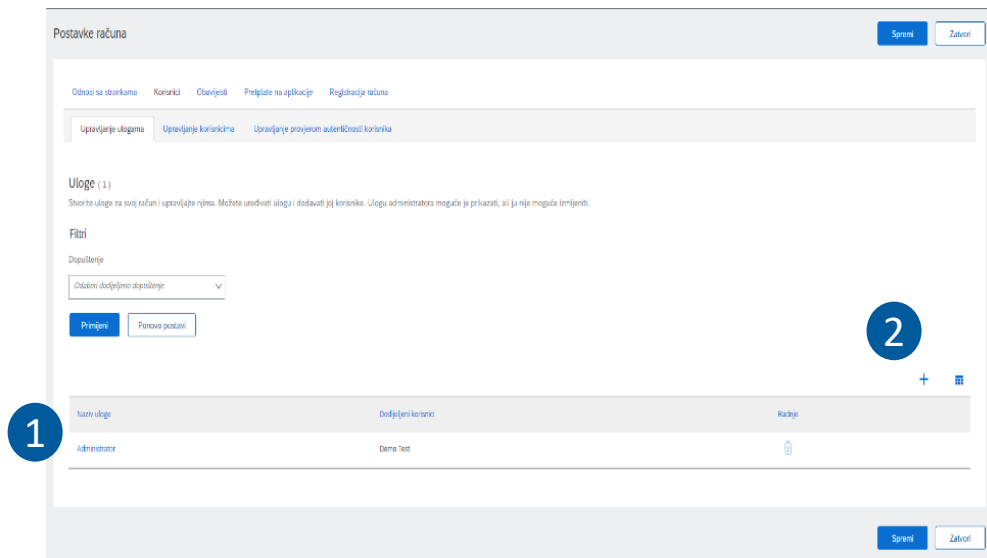 Postavke računa
Spremi
Zatvori
Odnosi sa strankama
Korisnici
Obavijesti
Pretplate na aplikacije
Registracija računa
Upravljanje ulogama
Upravljanje korisnicima
Upravljanje provjerom autentičnosti korisnika
Uloge ( 1 )
Stvorite uloge za svoj račun i upravljajte njima. Možete uređivati ulogu i dodavati joj korisnike. Ulogu administratora moguće je prikazati, ali ju nije moguće izmijeniti.
Filtri
Dopuštenje
Odaberi dodijeljeno dopuštenje
Primijeni
Ponovo postavi
2
Naziv uloge
Dodijeljeni korisnici
Radnje
1
Administrator
Demo Test
Spremi
Zatvori